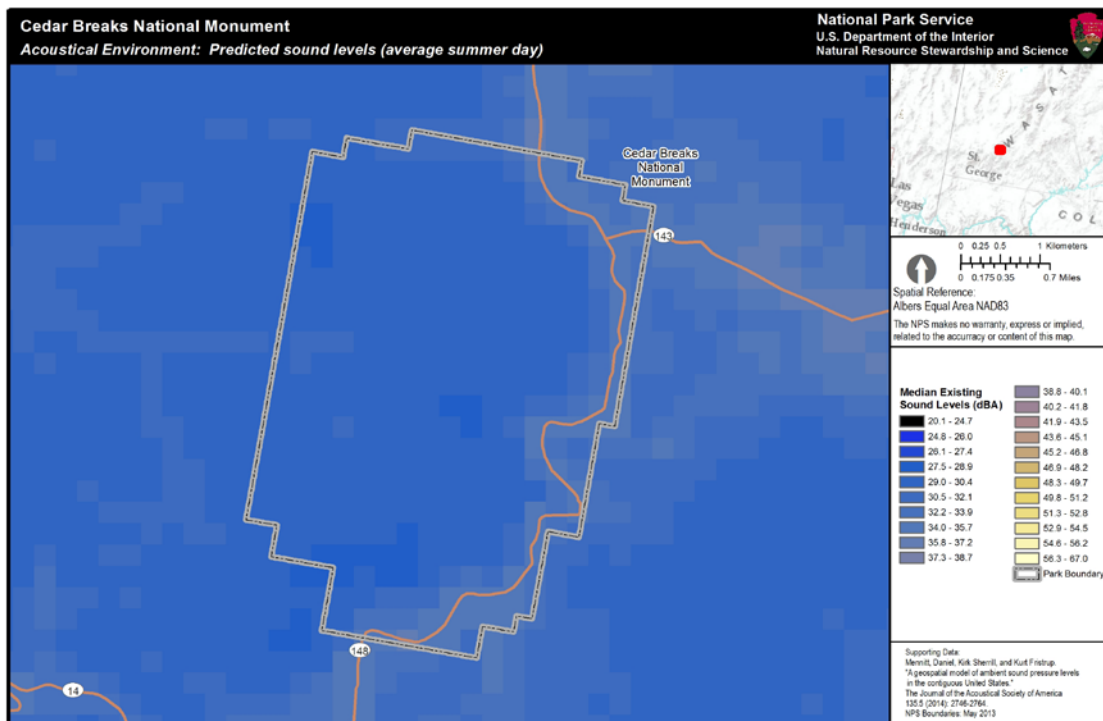 Cedar Breaks National Monument
Acoustical Environment: Predicted sound levels (average summer day)
National Park Service
U.S. Department of the Interior
Natural Resource Stewardship and Science
Cedar Breaks
National
Monument
143
148
14
WASAT
St.
George
Las
Vegas
Henderson
COL
0 0.25 0.5 1 Kilometers
0 0.175 0.35 0.7 Miles
Spatial Reference:
Albers Equal Area NAD83
The NPS makes no warranty, express or implied,
related to the accurracy or content of this map.
Median Existing
Sound Levels (dBA)
20.1 - 24.7
24.8 - 26.0
26.1 - 27.4
27.5 - 28.9
29.0 - 30.4
30.5 - 32.1
32.2 - 33.9
34.0 - 35.7
35.8 - 37.2
37.3 - 38.7
38.8 - 40.1
40.2 - 41.8
41.9 - 43.5
43.6 - 45.1
45.2 - 46.8
46.9 - 48.2
48.3 - 49.7
49.8 - 51.2
51.3 - 52.8
52.9 - 54.5
54.6 - 56.2
56.3 - 67.0
Park Boundary
Supporting Data:
Mennitt, Daniel, Kirk Sherrill, and Kurt Fristrup.
"A geospatial model of ambient sound pressure levels
in the contiguous United States."
The Journal of the Acoustical Society of America
135.5 (2014): 2746-2764.
NPS Boundaries: May 2013